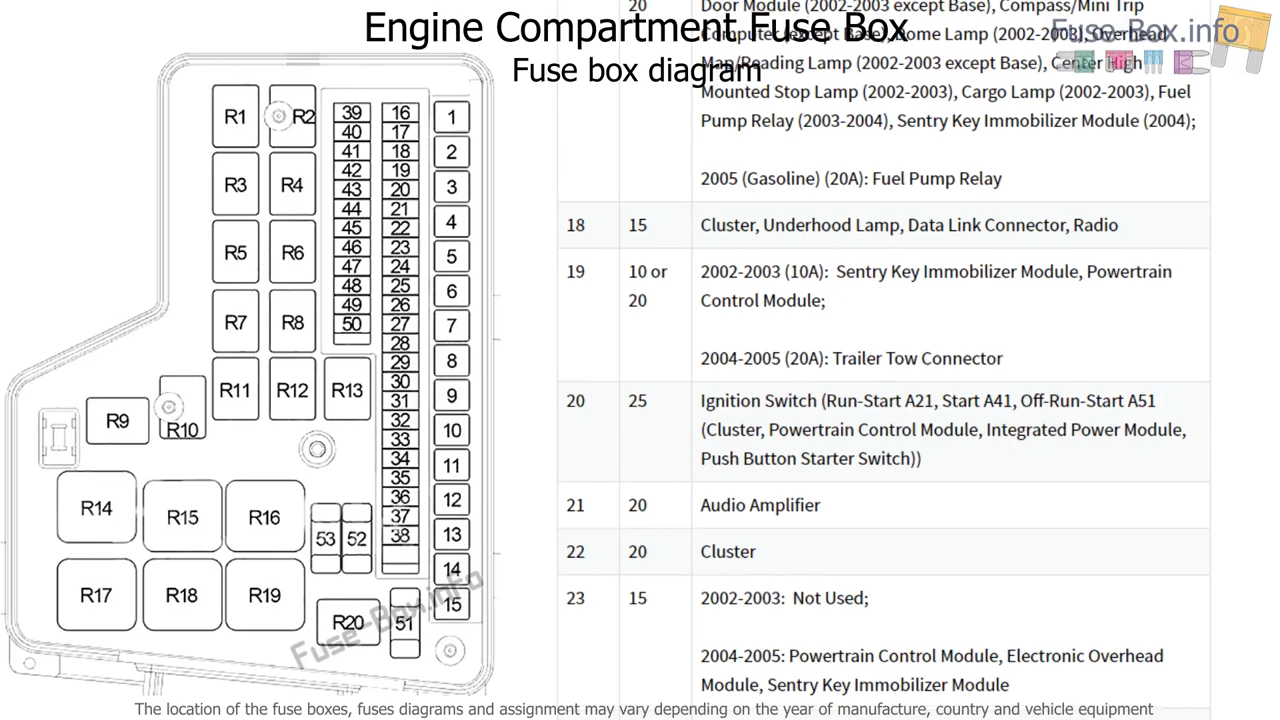 Engine Compartment Fuse Box
Fuse box diagram
Fuse-Box.info
R1 R2 39 16 1
40 17
41 18 2
42 19
R3 R4 43 20 3
44 21
45 22 4
R5 R6 46 23
47 24 5
48 25
49 26 6
R7 R8 50 27 7
28
29 8
R11 R12 R13 30
31 9
R9 R10 32 10
33
34 11
35
R14 36 12
R15 R16 37
53 52 38 13
14
R17 R18 R19 15
R20 51
Fuse-Box.info
20 Door Module (2002-2003 except Base), Compass/Mini Trip
Computer (except Base), Dome Lamp (2002-2003), Overhead
Map/Reading Lamp (2002-2003 except Base), Center High
Mounted Stop Lamp (2002-2003), Cargo Lamp (2002-2003), Fuel
Pump Relay (2003-2004), Sentry Key Immobilizer Module (2004);
2005 (Gasoline) (20A): Fuel Pump Relay
18 15 Cluster, Underhood Lamp, Data Link Connector, Radio
19 10 or 2002-2003 (10A): Sentry Key Immobilizer Module, Powertrain
20 Control Module;
2004-2005 (20A): Trailer Tow Connector
20 25 Ignition Switch (Run-Start A21, Start A41, Off-Run-Start A51
(Cluster, Powertrain Control Module, Integrated Power Module,
Push Button Starter Switch))
21 20 Audio Amplifier
22 20 Cluster
23 15 2002-2003: Not Used;
2004-2005: Powertrain Control Module, Electronic Overhead
Module, Sentry Key Immobilizer Module
The location of the fuse boxes, fuses diagrams and assignment may vary depending on the year of manufacture, country and vehicle equipment